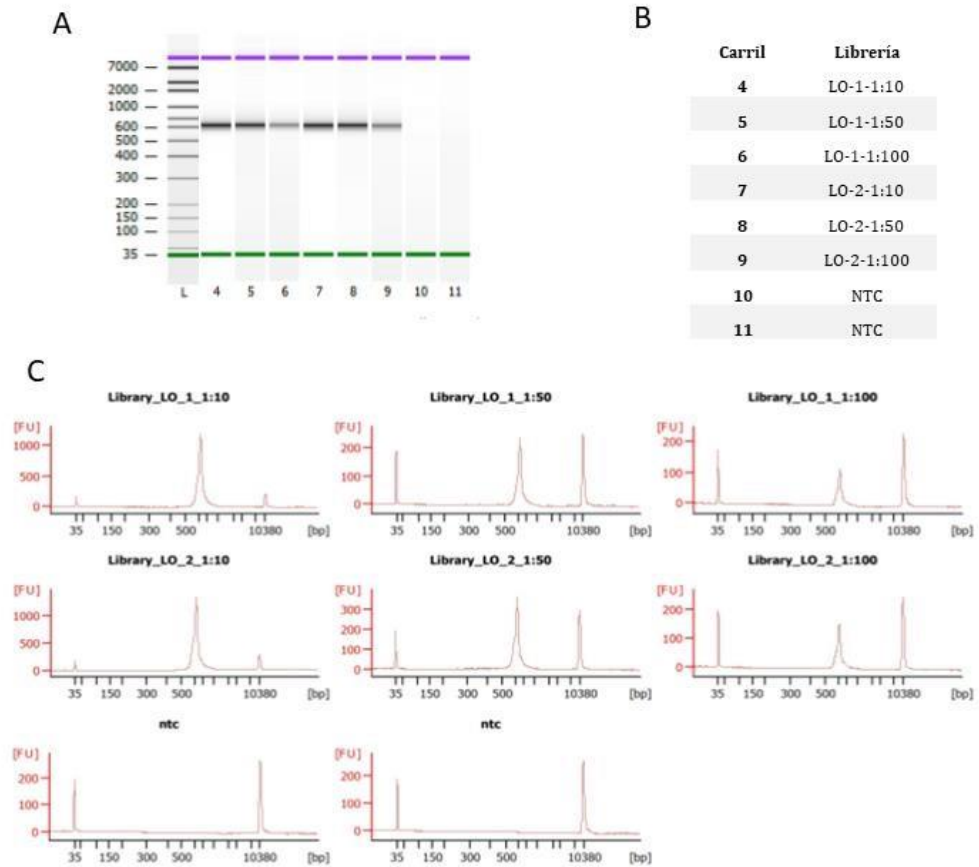 A
7000
2000
1000
600
500
400
300
200
150
100
35
L 4 5 6 7 8 9 10 11
B
Carril Librería
4 LO-1-1:10
5 LO-1-1:50
6 LO-1-1:100
7 LO-2-1:10
8 LO-2-1:50
9 LO-2-1:100
10 NTC
11 NTC
C
Library_LO_1_1:10 Library_LO_1_1:50 Library_LO_1_1:100
[FU] [FU] [FU]
1000 200 200
500 100 100
0 0 0
35 150 300 500 10380 [bp] 35 150 300 500 10380 [bp] 35 150 300 500 10380 [bp]
Library_LO_2_1:10 Library_LO_2_1:50 Library_LO_2_1:100
[FU] [FU] [FU]
1000 300 200
500 200 100
0 100 0
0
35 150 300 500 10380 [bp] 35 150 300 500 10380 [bp] 35 150 300 500 10380 [bp]
ntc ntc
[FU] [FU]
200 200
100 100
0 0
35 150 300 500 10380 [bp] 35 150 300 500 10380 [bp]